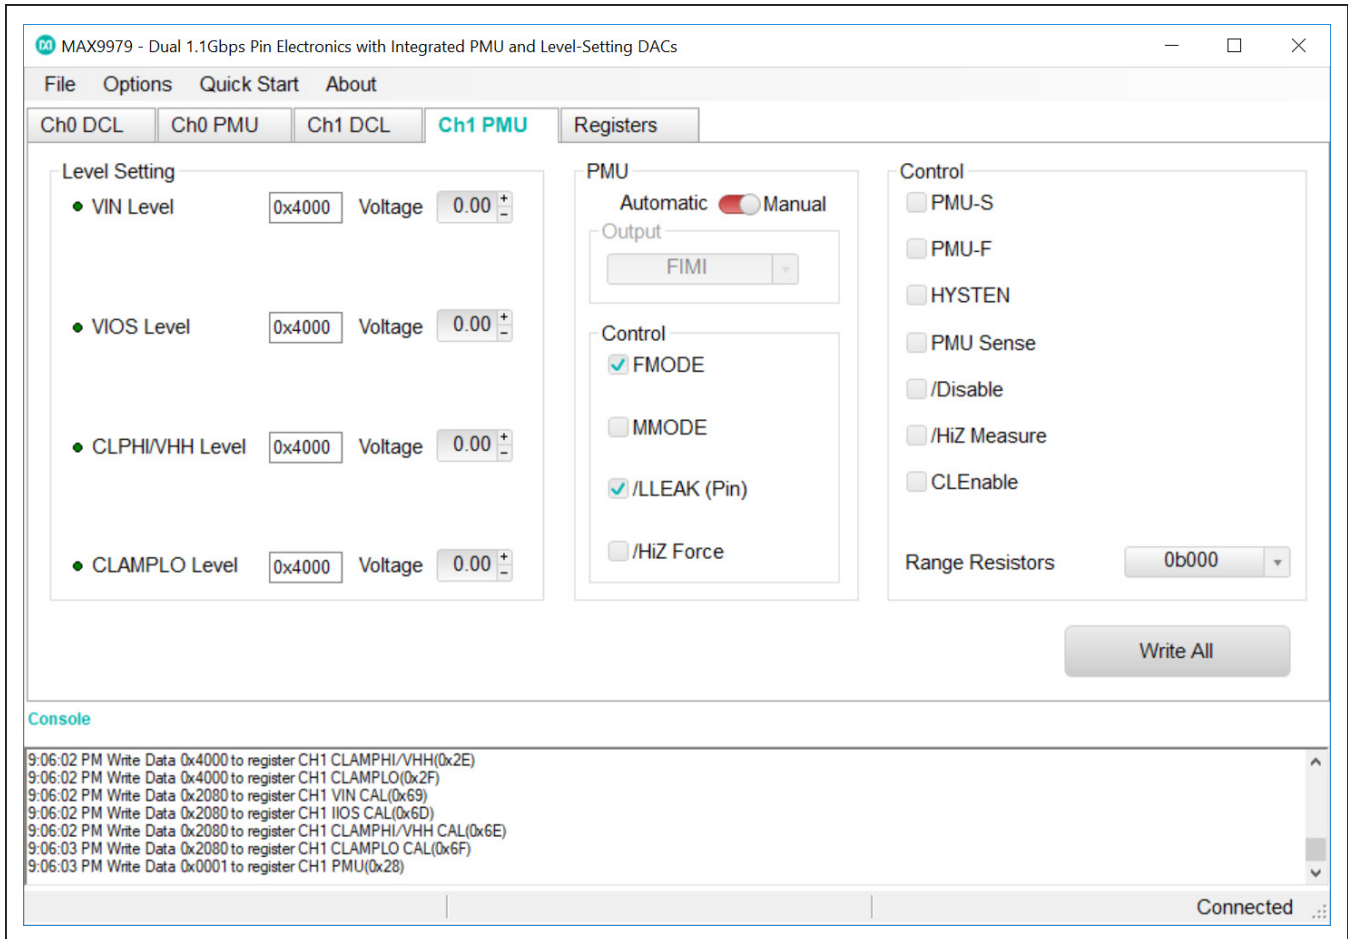 MAX9979 - Dual 1.1Gbps Pin Electronics with Integrated PMU and Level-Setting DACs
File Options Quick Start About
Ch0 DCL Ch0 PMU Ch1 DCL Ch1 PMU Registers
Level Setting
VIN Level 0x4000 Voltage 0.00
VIOS Level 0x4000 Voltage 0.00
CLPHI/VHH Level 0x4000 Voltage 0.00
CLAMPLO Level 0x4000 Voltage 0.00
PMU
Automatic Manual
Output
FIMI
Control
FMODE
MMODE
/LLEAK (Pin)
/HiZ Force
Control
PMU-S
PMU-F
HYSTEN
PMU Sense
/Disable
/HiZ Measure
CLEnable
Range Resistors 0b000
Write All
Console
9:06:02 PM Write Data 0x4000 to register CH1 CLAMPHI/VHH(0x2E)
9:06:02 PM Write Data 0x4000 to register CH1 CLAMPLO(0x2F)
9:06:02 PM Write Data 0x2080 to register CH1 VIN CAL(0x69)
9:06:02 PM Write Data 0x2080 to register CH1 IIOS CAL(0x6D)
9:06:02 PM Write Data 0x2080 to register CH1 CLAMPHI/VHH CAL(0x6E)
9:06:03 PM Write Data 0x2080 to register CH1 CLAMPLO CAL(0x6F)
9:06:03 PM Write Data 0x0001 to register CH1 PMU(0x28)
Connected